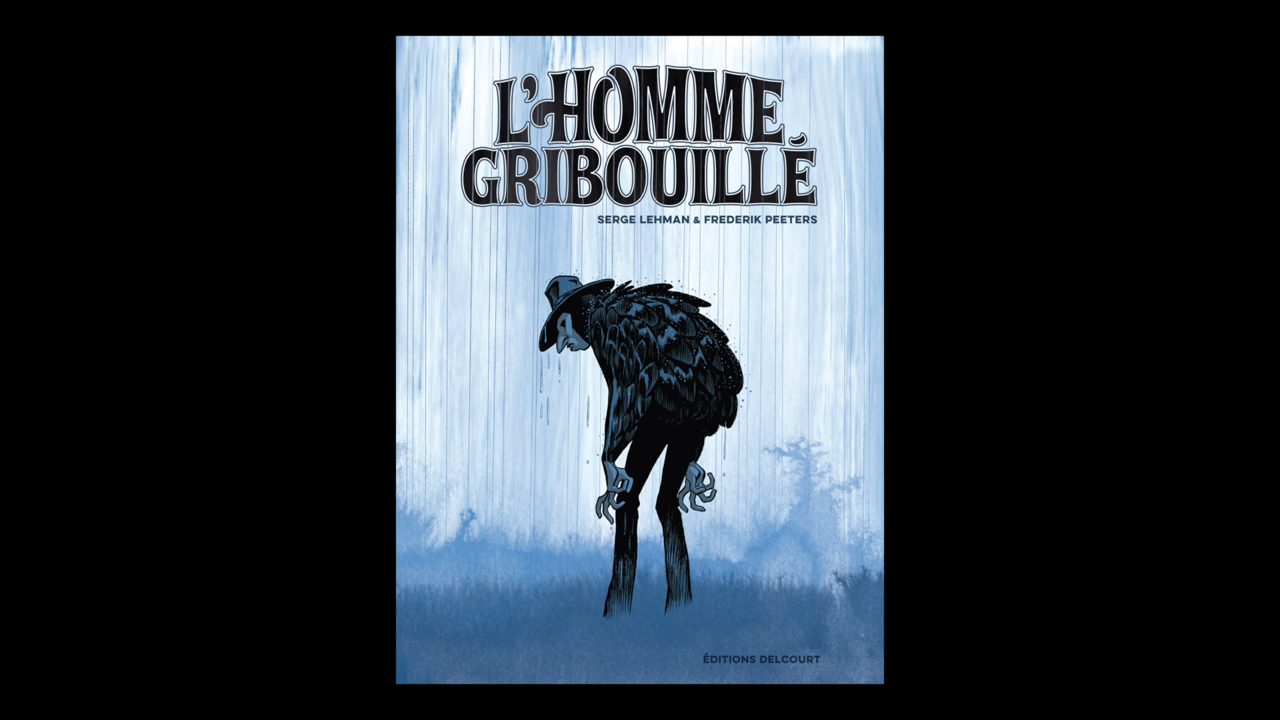 L'HOMME
GRIBOUILLÉ
SERGE LEHMAN & FREDERIK PEETERS
ÉDITIONS DELCOURT